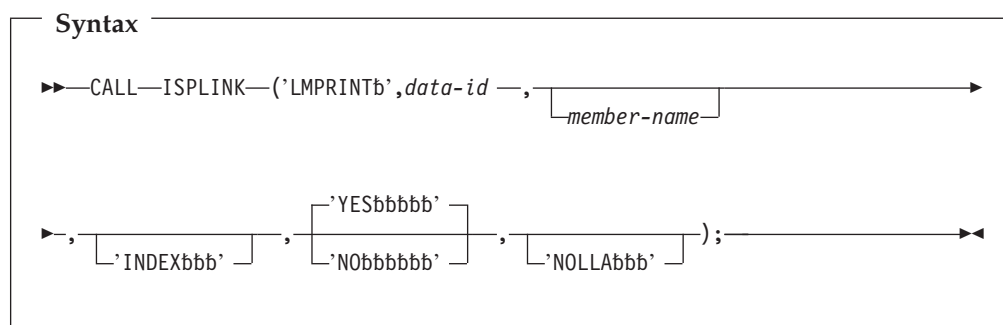 Syntax
CALL ISPLINK ('LMPRINTƀ',data-id ,
member-name
'YESƀƀƀƀƀ'
, , , );
'INDEXƀƀƀ' 'NOƀƀƀƀƀƀ' 'NOLLAƀƀƀ'